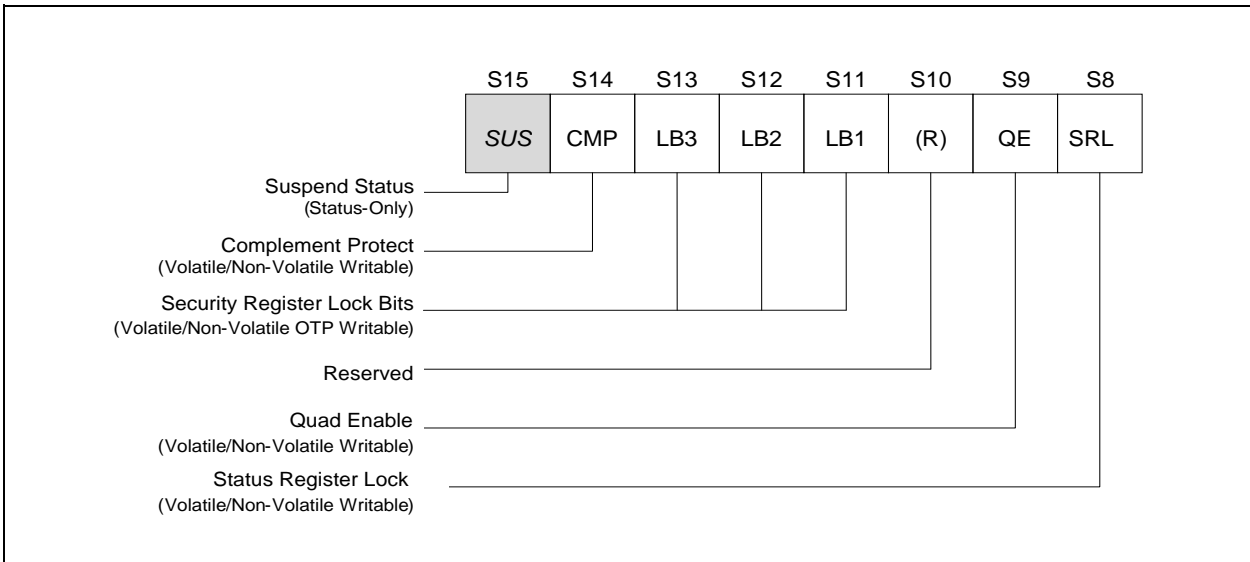 S15 S14 S13 S12 S11 S10 S9 S8
SUS CMP LB3 LB2 LB1 (R) QE SRL
Suspend Status
(Status-Only)
Complement Protect
(Volatile/Non-Volatile Writable)
Security Register Lock Bits
(Volatile/Non-Volatile OTP Writable)
Reserved
Quad Enable
(Volatile/Non-Volatile Writable)
Status Register Lock
(Volatile/Non-Volatile Writable)